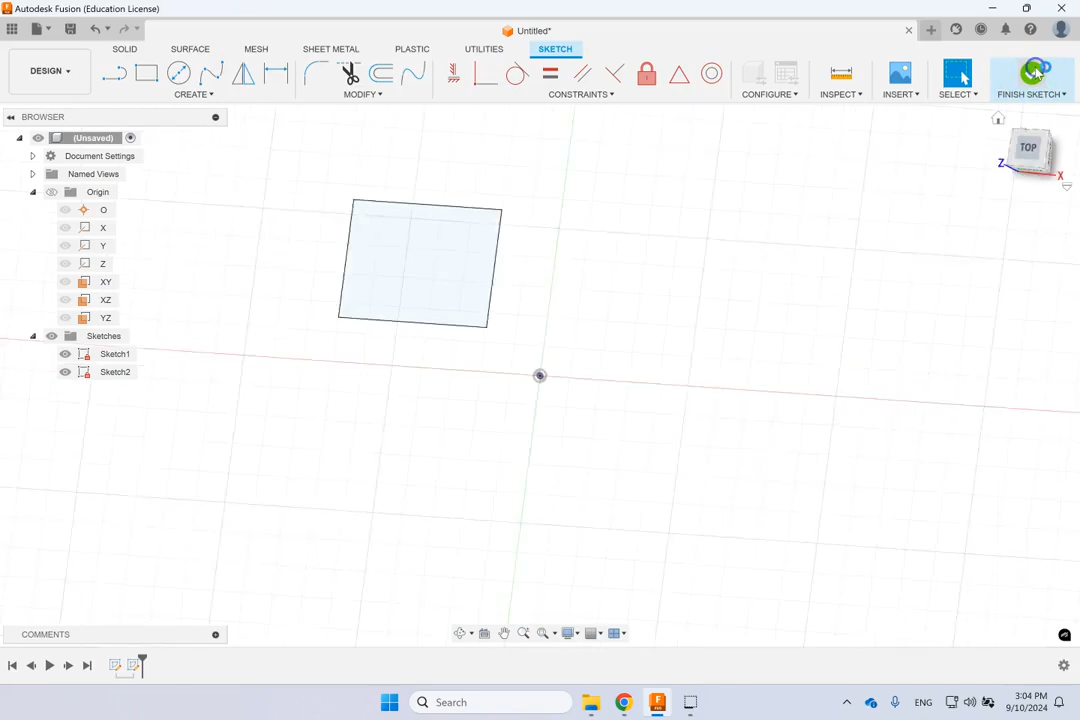 Autodesk Fusion (Education License)
Untitled*
SOLID SURFACE MESH SHEET METAL PLASTIC UTILITIES SKETCH
DESIGN
CREATE MODIFY CONSTRAINTS CONFIGURE INSPECT INSERT SELECT FINISH SKETCH
BROWSER
(Unsaved)
Document Settings
Named Views
Origin
O
X
Y
Z
XY
XZ
YZ
Sketches
Sketch1
Sketch2
TOP
Z
X
COMMENTS
Search
ENG
3:04 PM
9/10/2024